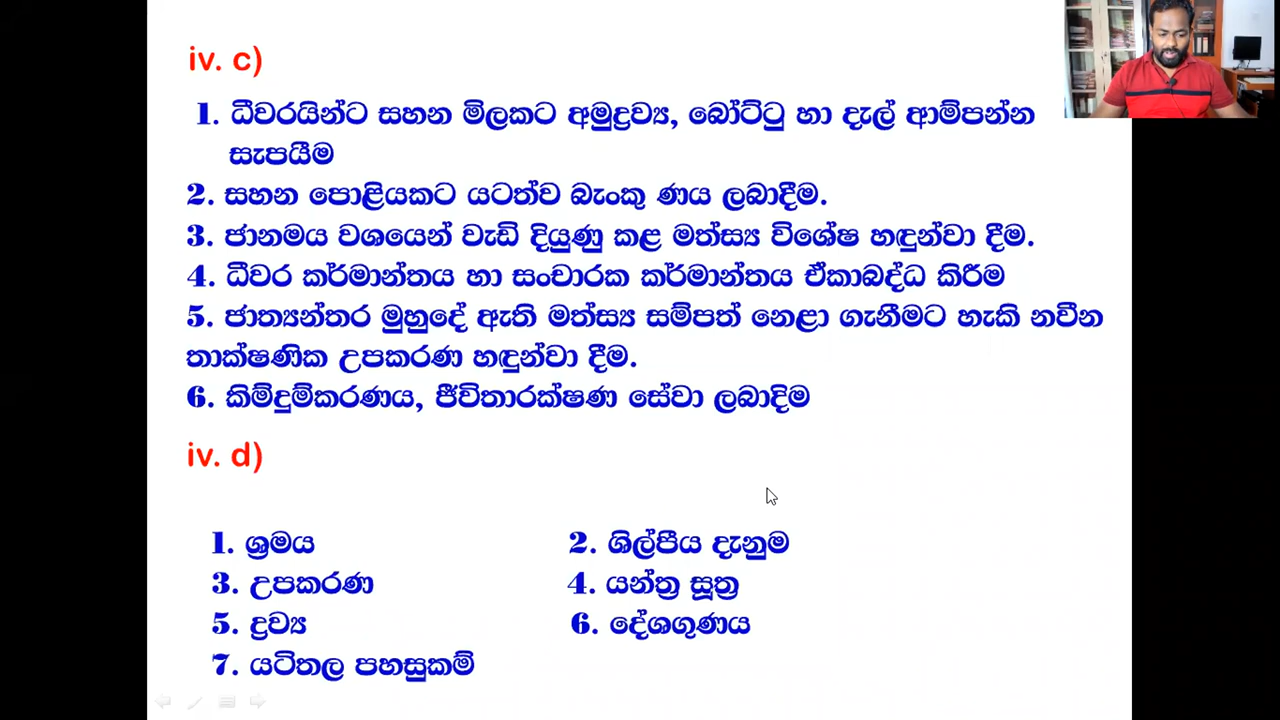 iv. c)
1. ධීවරයින්ට සහන මිලකට අමුද්‍රව්‍ය, බෝට්ටු හා දැල් ආම්පන්න
සැපයීම
2. සහන පොළියකට යටත්ව බැංකු ණය ලබාදීම.
3. ජානමය වශයෙන් වැඩි දියුණු කළ මත්ස්‍ය විශේෂ හඳුන්වා දීම.
4. ධීවර කර්මාන්තය හා සංචාරක කර්මාන්තය ඒකාබද්ධ කිරීම
5. ජාත්‍යන්තර මුහුදේ ඇති මත්ස්‍ය සම්පත් නෙළා ගැනීමට හැකි නවීන
තාක්ෂණික උපකරණ හඳුන්වා දීම.
6. කිම්දුම්කරණය, ජීවිතාරක්ෂණ සේවා ලබාදිම
iv. d)
1. ශ්‍රමය 2. ශිල්පීය දැනුම
3. උපකරණ 4. යන්ත්‍ර සූත්‍ර
5. ද්‍රව්‍ය 6. දේශගුණය
7. යටිතල පහසුකම්